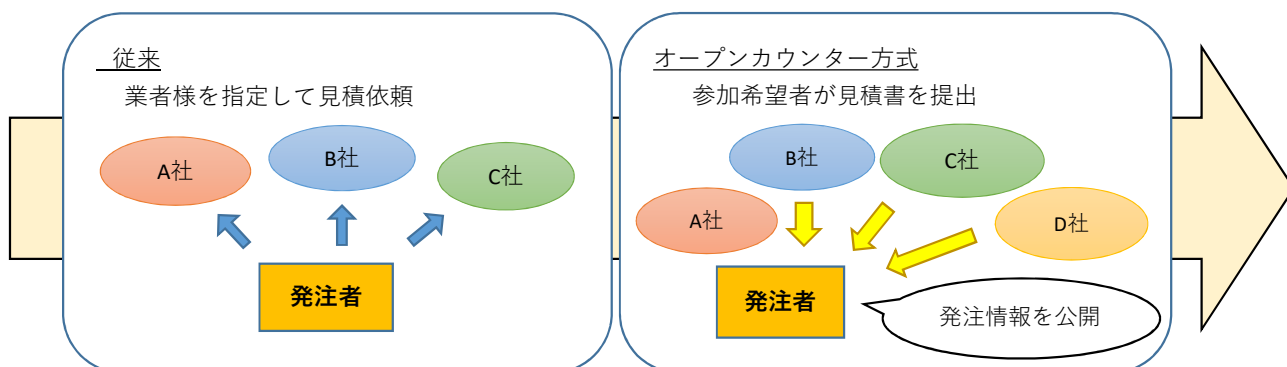 従来
業者様を指定して見積依頼
A社
B社
C社
発注者
オープンカウンター方式
参加希望者が見積書を提出
A社
B社
C社
D社
発注者
発注情報を公開